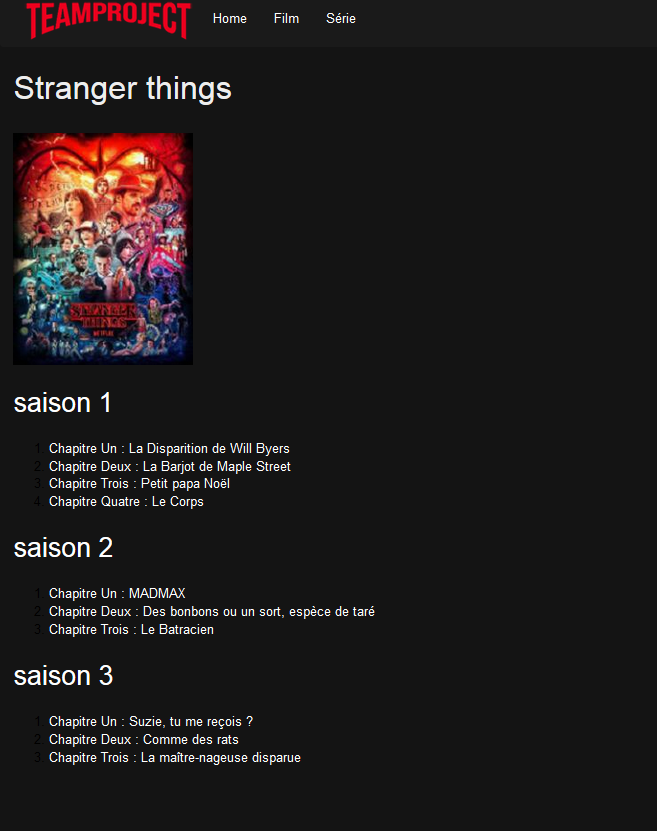 TEAMPROJECT Home Film Série
Stranger things
STRANGER
THINGS
NETFLIX
saison 1
1. Chapitre Un : La Disparition de Will Byers
2. Chapitre Deux : La Barjot de Maple Street
3. Chapitre Trois : Petit papa Noël
4. Chapitre Quatre : Le Corps
saison 2
1. Chapitre Un : MADMAX
2. Chapitre Deux : Des bonbons ou un sort, espèce de taré
3. Chapitre Trois : Le Batracien
saison 3
1. Chapitre Un : Suzie, tu me reçois ?
2. Chapitre Deux : Comme des rats
3. Chapitre Trois : La maître-nageuse disparue